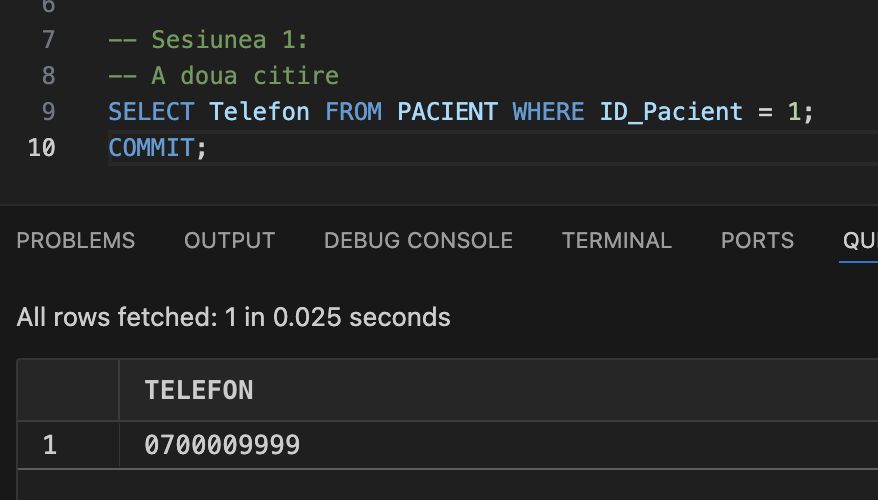 6
7 -- Sesiunea 1:
8 -- A doua citire
9 SELECT Telefon FROM PACIENT WHERE ID_Pacient = 1;
10 COMMIT;
PROBLEMS OUTPUT DEBUG CONSOLE TERMINAL PORTS QU
All rows fetched: 1 in 0.025 seconds
TELEFON
1 0700009999